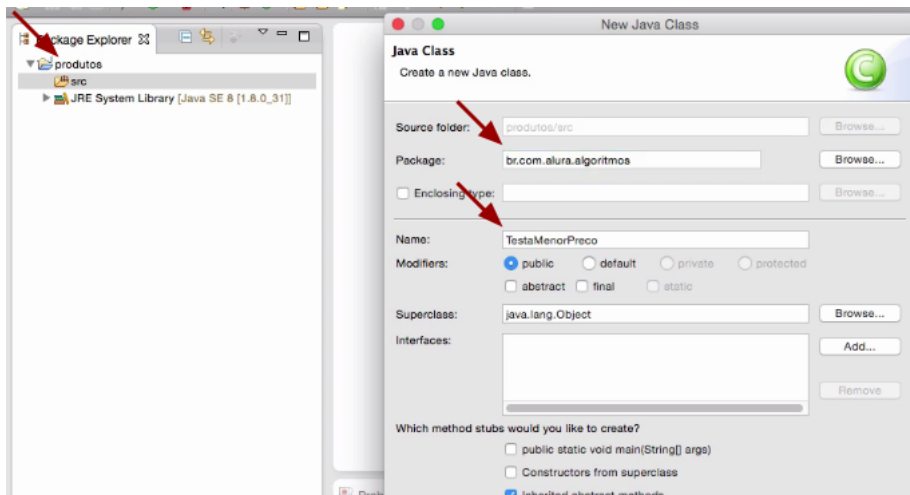 New Java Class
Package Explorer
Java Class
Create a new Java class.
produtos
src
JRE System Library [Java SE 8 [1.8.0_31]]
Source folder: produtos/src Browse...
Package: br.com.alura.algoritmos Browse...
Enclosing type: Browse...
Name: TestaMenorPreco
Modifiers: public default private protected
abstract final static
Superclass: java.lang.Object Browse...
Interfaces: Add...
Remove
Which method stubs would you like to create?
public static void main(String[] args)
Constructors from superclass
Inherited abstract methods